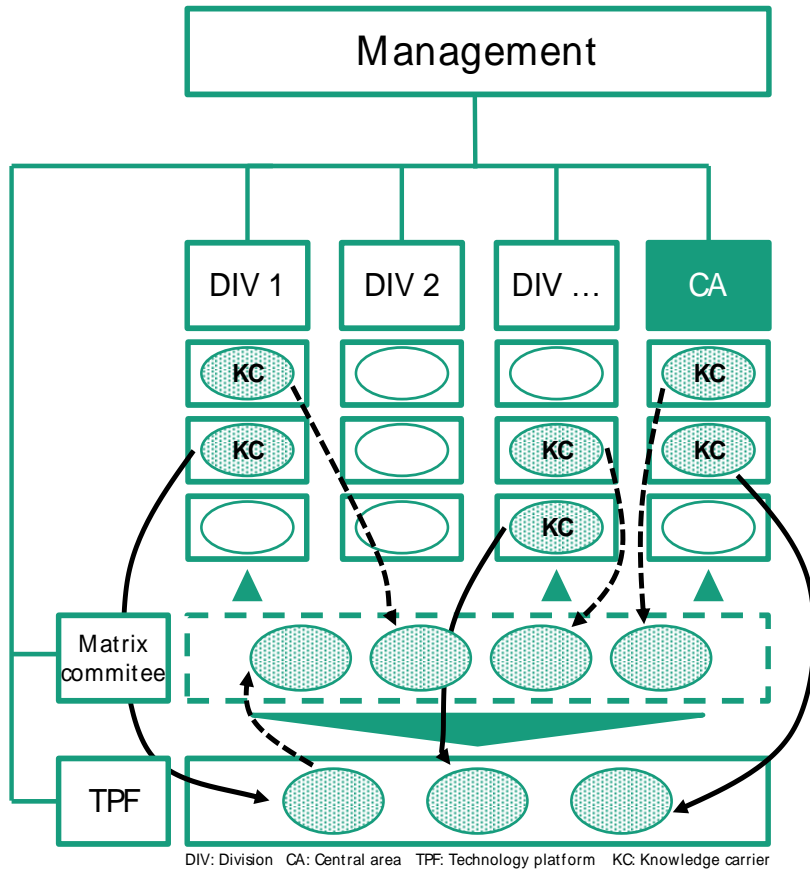 Management
DIV 1
DIV 2
DIV …
CA
KC
KC
KC
KC
KC
KC
Matrix
commitee
TPF
DIV: Division CA: Central area TPF: Technology platform KC: Knowledge carrier